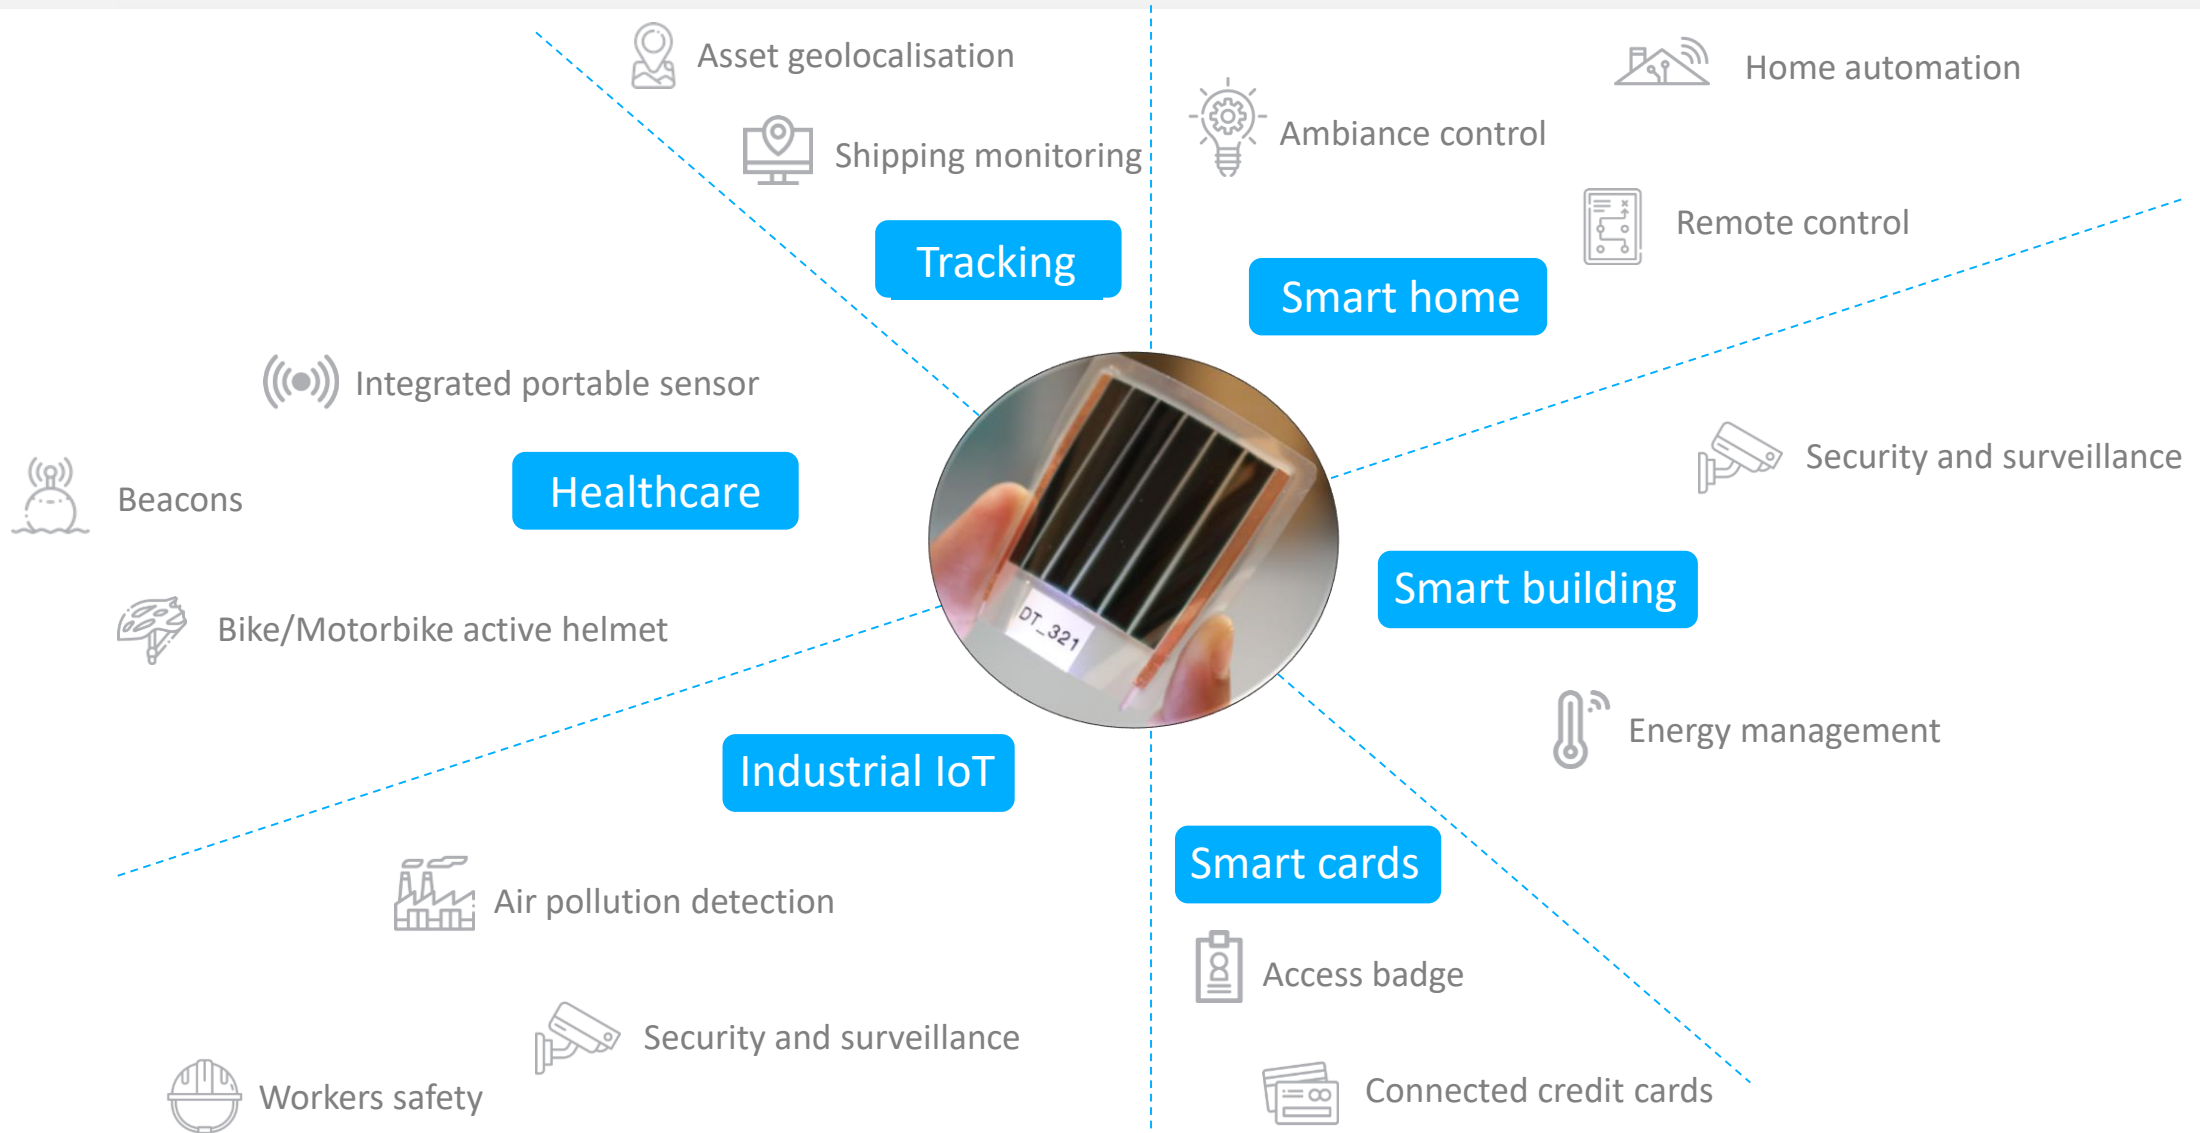 Asset geolocalisation
Shipping monitoring
Tracking
Home automation
Ambiance control
Remote control
Smart home
Integrated portable sensor
Beacons
Healthcare
Bike/Motorbike active helmet
Security and surveillance
Smart building
Energy management
DT_321
Industrial IoT
Air pollution detection
Security and surveillance
Workers safety
Smart cards
Access badge
Connected credit cards